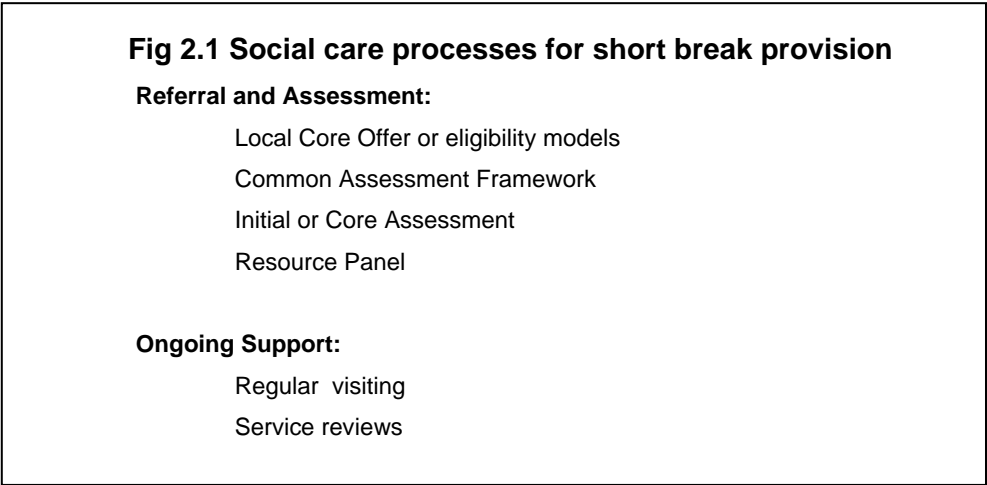 Fig 2.1 Social care processes for short break provision
Referral and Assessment:
Local Core Offer or eligibility models
Common Assessment Framework
Initial or Core Assessment
Resource Panel
Ongoing Support:
Regular  visiting
Service reviews